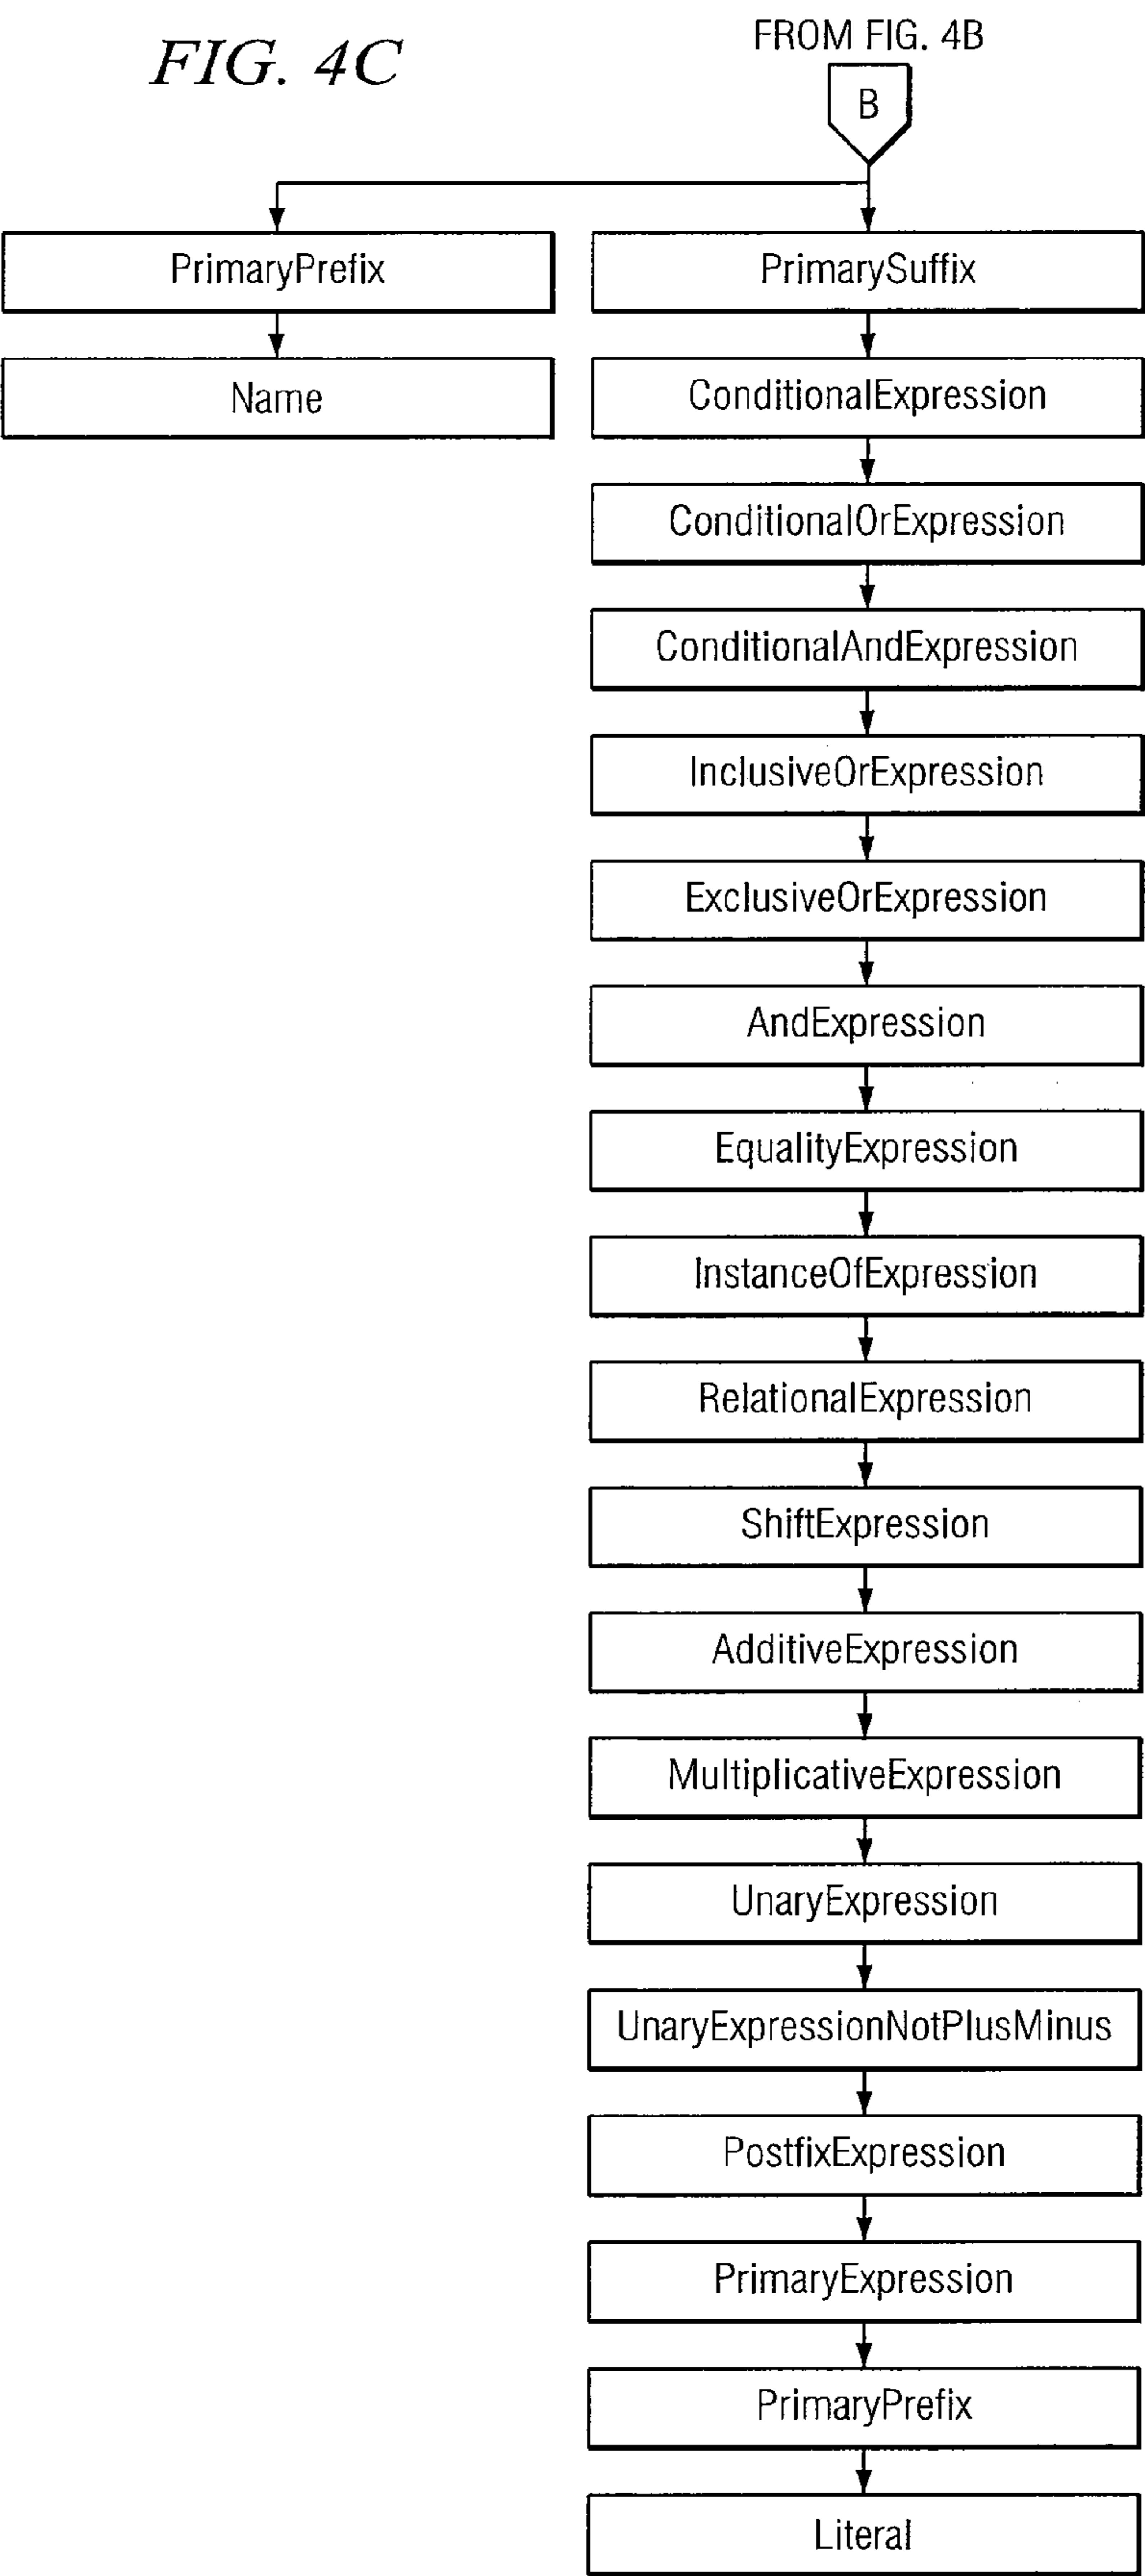 FIG. 4C
FROM FIG. 4B
B
PrimaryPrefix
PrimarySuffix
Name
ConditionalExpression
ConditionalOrExpression
ConditionalAndExpression
InclusiveOrExpression
ExclusiveOrExpression
AndExpression
EqualityExpression
InstanceOfExpression
RelationalExpression
ShiftExpression
AdditiveExpression
MultiplicativeExpression
UnaryExpression
UnaryExpressionNotPlusMinus
PostfixExpression
PrimaryExpression
PrimaryPrefix
Literal